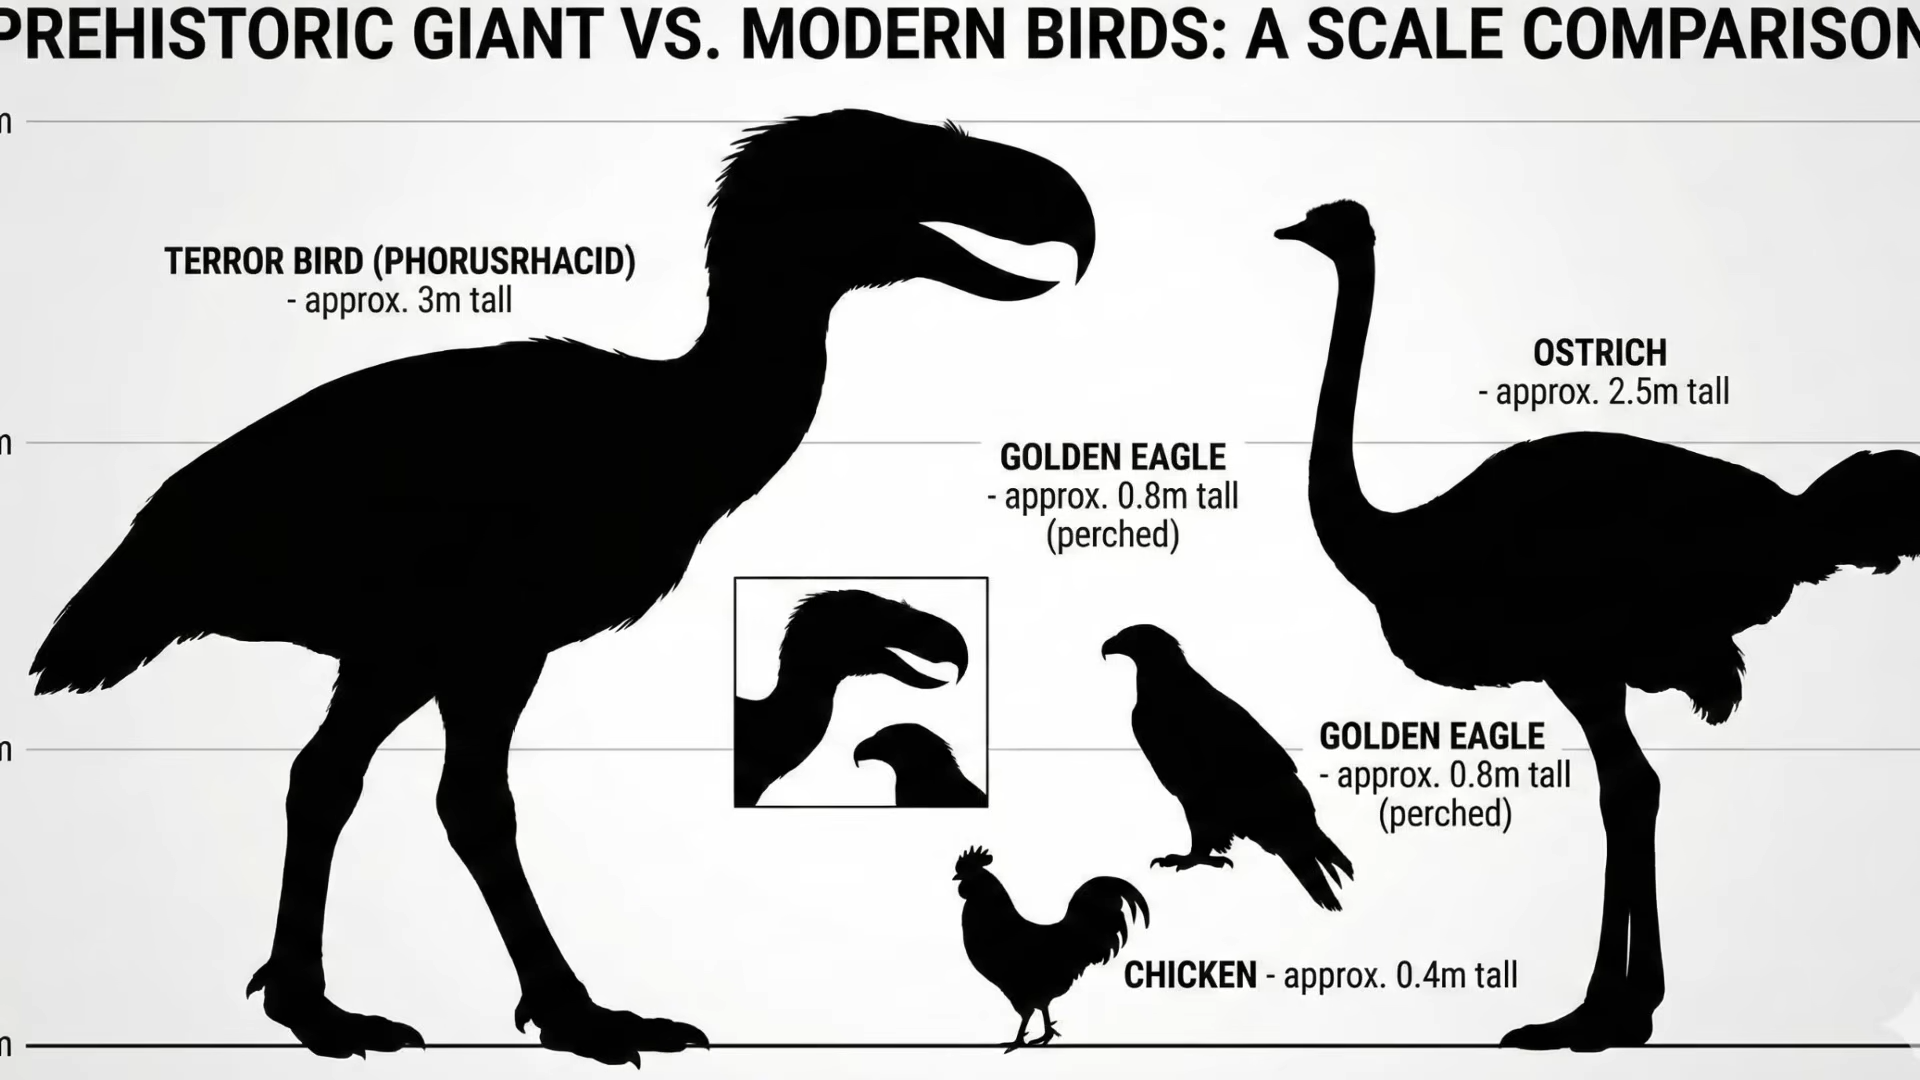 PREHISTORIC GIANT VS. MODERN BIRDS: A SCALE COMPARISON
m
TERROR BIRD (PHORUSRHACID)
- approx. 3m tall
OSTRICH
- approx. 2.5m tall
m
GOLDEN EAGLE
- approx. 0.8m tall
(perched)
m
GOLDEN EAGLE
- approx. 0.8m tall
(perched)
CHICKEN - approx. 0.4m tall
m